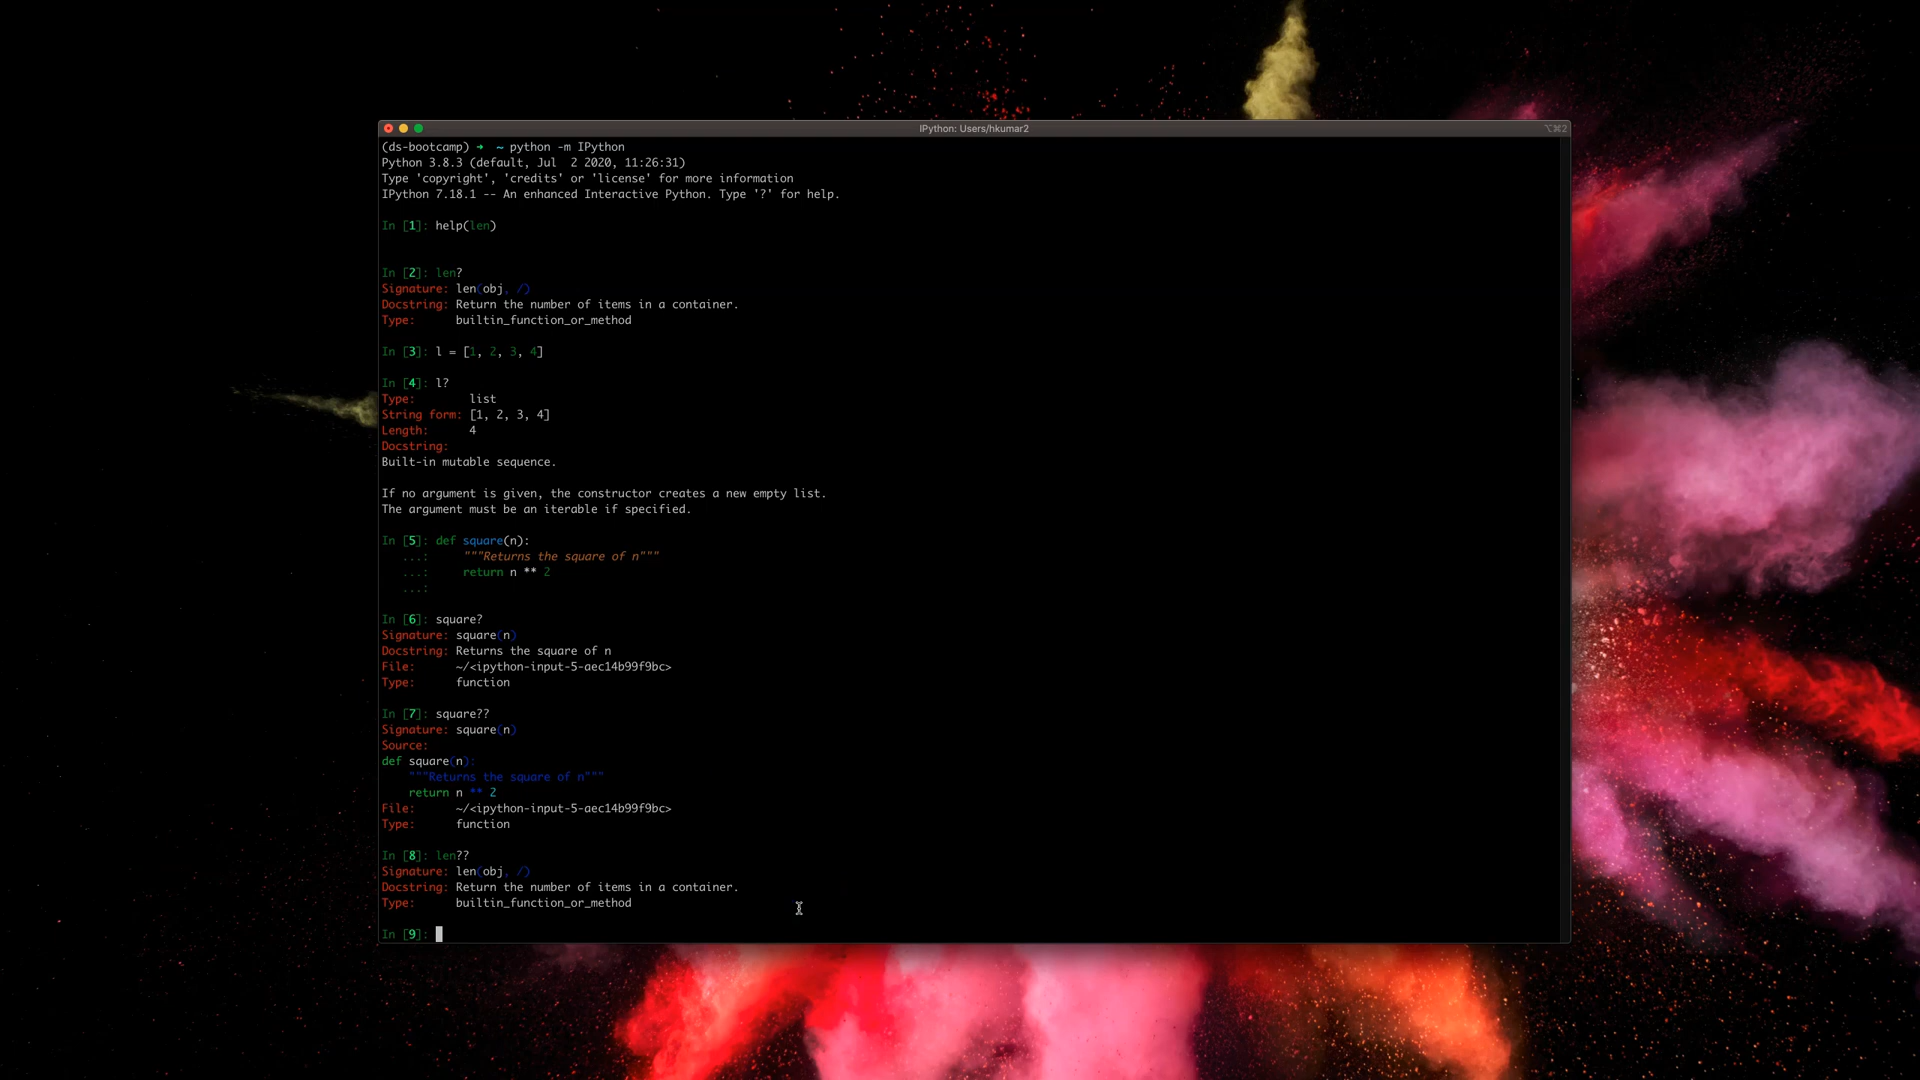 IPython: Users/hkumar2
⌥⌘2
(ds-bootcamp) ➜  ~ python -m IPython
Python 3.8.3 (default, Jul  2 2020, 11:26:31)
Type 'copyright', 'credits' or 'license' for more information
IPython 7.18.1 -- An enhanced Interactive Python. Type '?' for help.
In [1]: help(len)
In [2]: len?
Signature: len(obj, /)
Docstring: Return the number of items in a container.
Type:      builtin_function_or_method
In [3]: l = [1, 2, 3, 4]
In [4]: l?
Type:        list
String form: [1, 2, 3, 4]
Length:      4
Docstring:
Built-in mutable sequence.
If no argument is given, the constructor creates a new empty list.
The argument must be an iterable if specified.
In [5]: def square(n):
   ...:     """Returns the square of n"""
   ...:     return n ** 2
   ...:
In [6]: square?
Signature: square(n)
Docstring: Returns the square of n
File:      ~/<ipython-input-5-aec14b99f9bc>
Type:      function
In [7]: square??
Signature: square(n)
Source:
def square(n):
    """Returns the square of n"""
    return n ** 2
File:      ~/<ipython-input-5-aec14b99f9bc>
Type:      function
In [8]: len??
Signature: len(obj, /)
Docstring: Return the number of items in a container.
Type:      builtin_function_or_method
In [9]: